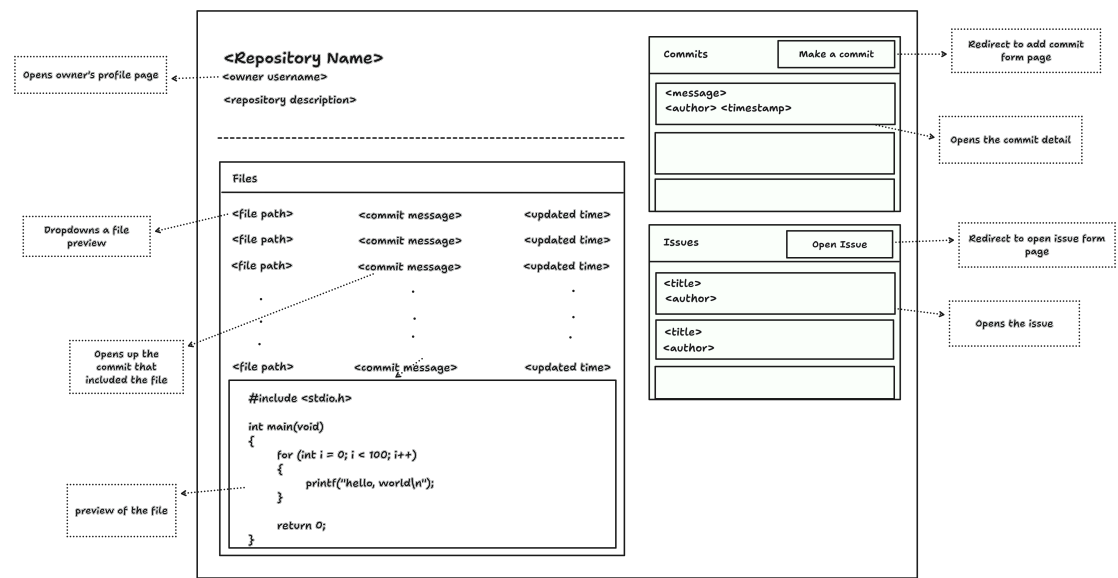 <Repository Name>
<owner username>
<repository description>
Opens owner's profile page
Files
<file path> <commit message> <updated time>
<file path> <commit message> <updated time>
<file path> <commit message> <updated time>
. . .
. . .
. . .
<file path> <commit message> <updated time>
Dropdowns a file
preview
Opens up the
commit that
included the file
#include <stdio.h>
int main(void)
{
for (int i = 0; i < 100; i++)
{
printf("hello, world\n");
}
return 0;
}
preview of the file
Commits
Make a commit
Redirect to add commit
form page
<message>
<author> <timestamp>
Opens the commit detail
Issues
Open Issue
Redirect to open issue form
page
<title>
<author>
<title>
<author>
Opens the issue